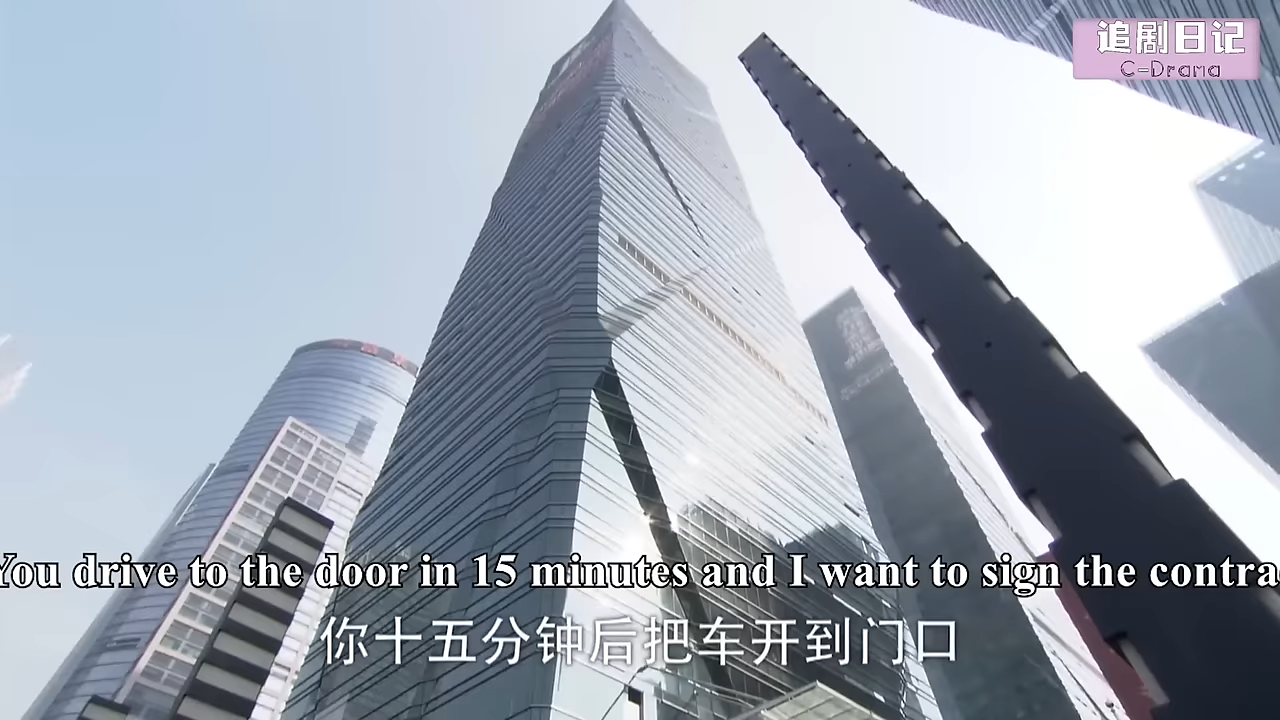 追剧日记
C-Drama
You drive to the door in 15 minutes and I want to sign the contra
你十五分钟后把车开到门口